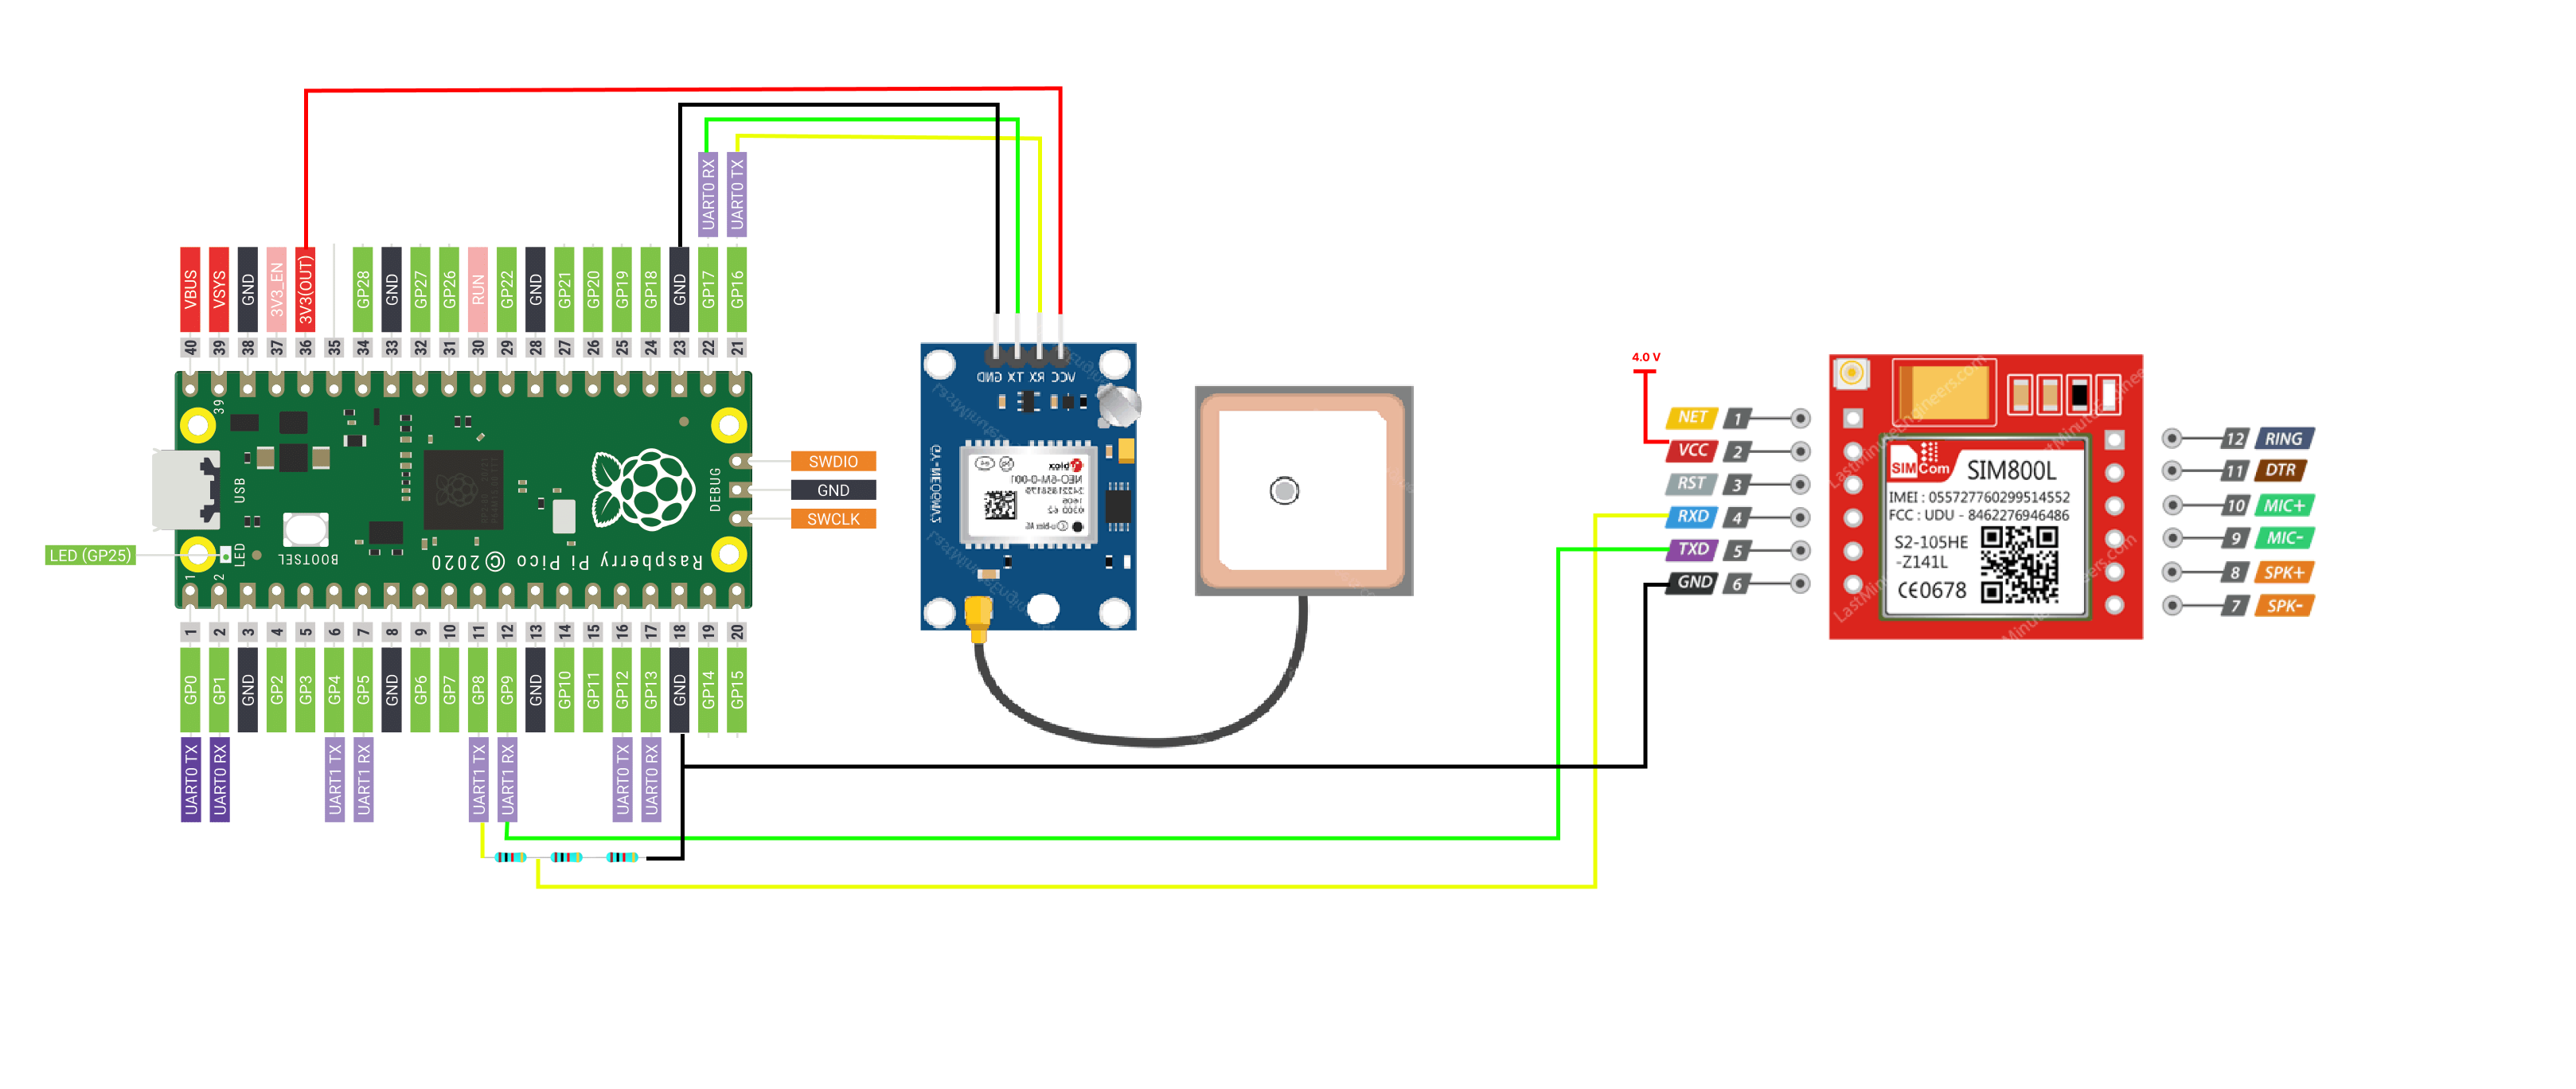 UART0 RX
UART0 TX
VBUS
VSYS
GND
3V3_EN
3V3(OUT)
GP28
GND
GP27
GP26
RUN
GP22
GND
GP21
GP20
GP19
GP18
GND
GP17
GP16
40
39
38
37
36
35
34
33
32
31
30
29
28
27
26
25
24
23
22
21
39
USB
DEBUG
SWDIO
GND
SWCLK
LED (GP25)
LED
BOOTSEL
Raspberry Pi Pico © 2020
1
2
1
2
3
4
5
6
7
8
9
10
11
12
13
14
15
16
17
18
19
20
GP0
GP1
GND
GP2
GP3
GP4
GP5
GND
GP6
GP7
GP8
GP9
GND
GP10
GP11
GP12
GP13
GND
GP14
GP15
UART0 TX
UART0 RX
UART1 TX
UART1 RX
UART1 TX
UART1 RX
UART0 TX
UART0 RX
VCC RX TX GND
GY-NEO6MV2
NEO-6M-0-001
4.0 V
NET 1
VCC 2
RST 3
RXD 4
TXD 5
GND 6
SIMCom
SIM800L
IMEI : 055727760299514552
FCC : UDU - 8462276946486
S2-105HE
-Z141L
CE0678
LastMinuteEngineers.com
12 RING
11 DTR
10 MIC+
9 MIC-
8 SPK+
7 SPK-